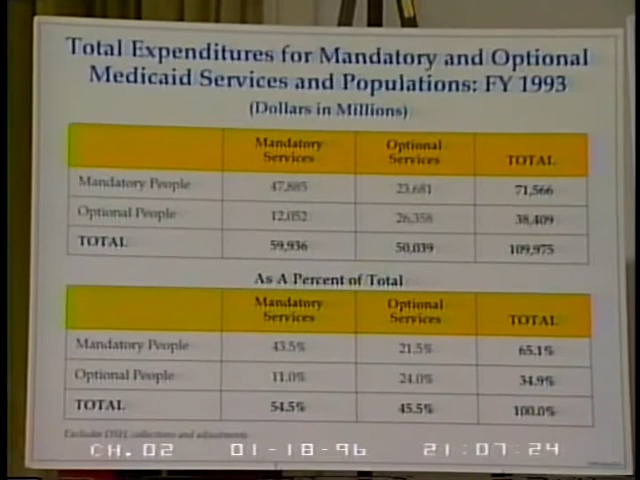 Total Expenditures for Mandatory and Optional
Medicaid Services and Populations: FY 1993
(Dollars in Millions)
Mandatory Services Optional Services TOTAL
Mandatory People 47,885 23,681 71,566
Optional People 12,052 26,358 38,409
TOTAL 59,936 50,039 109,975
As A Percent of Total
Mandatory Services Optional Services TOTAL
Mandatory People 43.5% 21.5% 65.1%
Optional People 11.0% 24.0% 34.9%
TOTAL 54.5% 45.5% 100.0%
Excludes DSH, collections and adjustments
CH.02 01-18-96 21:07:24